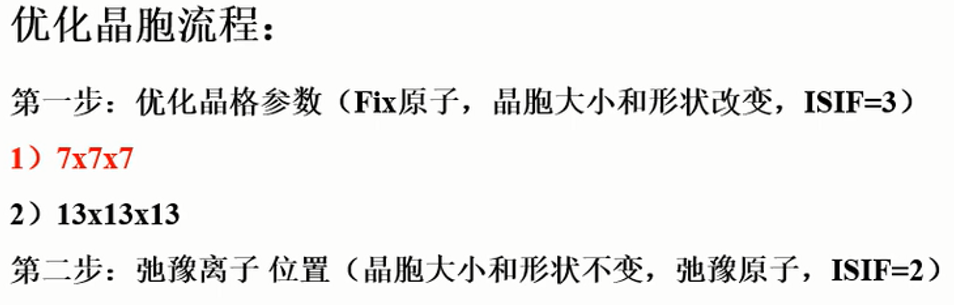 优化晶胞流程：
第一步：优化晶格参数（Fix原子，晶胞大小和形状改变，ISIF=3）
1）7x7x7
2）13x13x13
第二步：弛豫离子 位置（晶胞大小和形状不变，弛豫原子，ISIF=2）